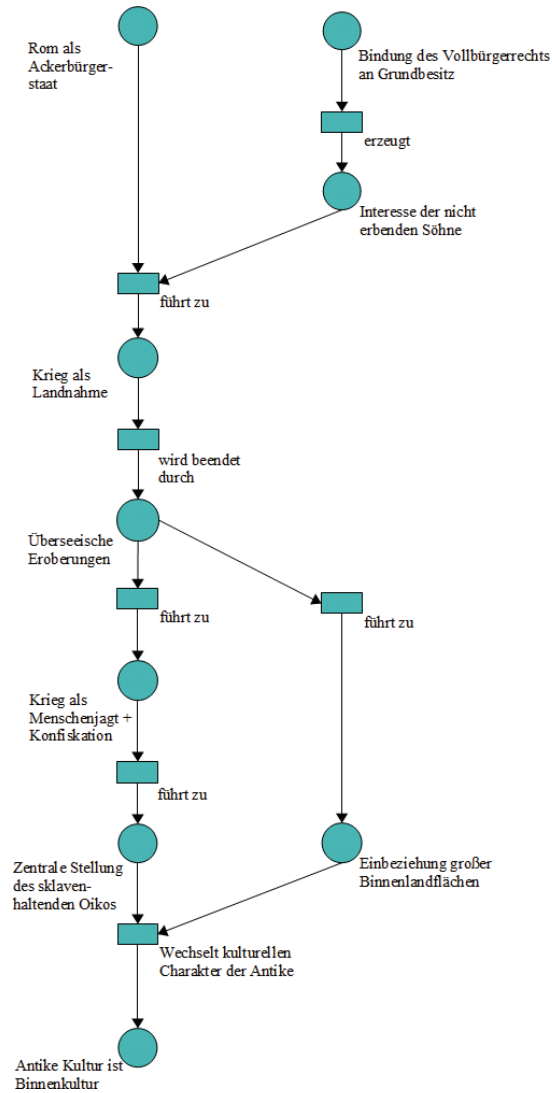 Rom als
Ackerbürger-
staat
Bindung des Vollbürgerrechts
an Grundbesitz
erzeugt
Interesse der nicht
erbenden Söhne
führt zu
Krieg als
Landnahme
wird beendet
durch
Überseeische
Eroberungen
führt zu
führt zu
Krieg als
Menschenjagt +
Konfiskation
führt zu
Zentrale Stellung
des sklaven-
haltenden Oikos
Einbeziehung großer
Binnenlandflächen
Wechselt kulturellen
Charakter der Antike
Antike Kultur ist
Binnenkultur